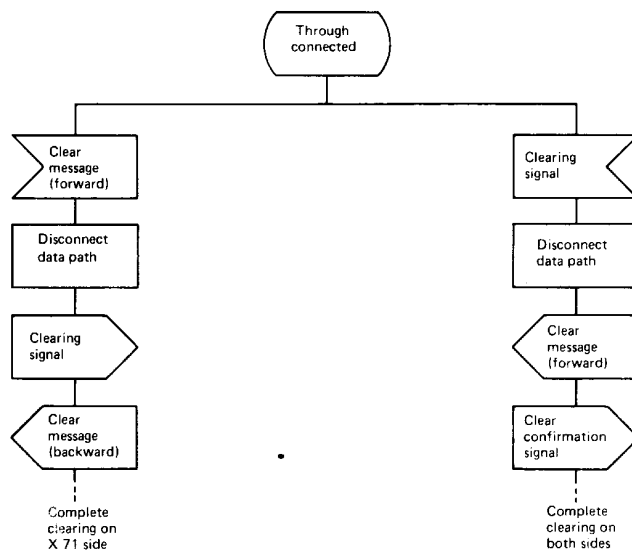 Through
connected
Clear
message
(forward)
Disconnect
data path
Clearing
signal
Clear
message
(backward)
Complete
clearing on
X 71 side
Clearing
signal
Disconnect
data path
Clear
message
(forward)
Clear
confirmation
signal
Complete
clearing on
both sides